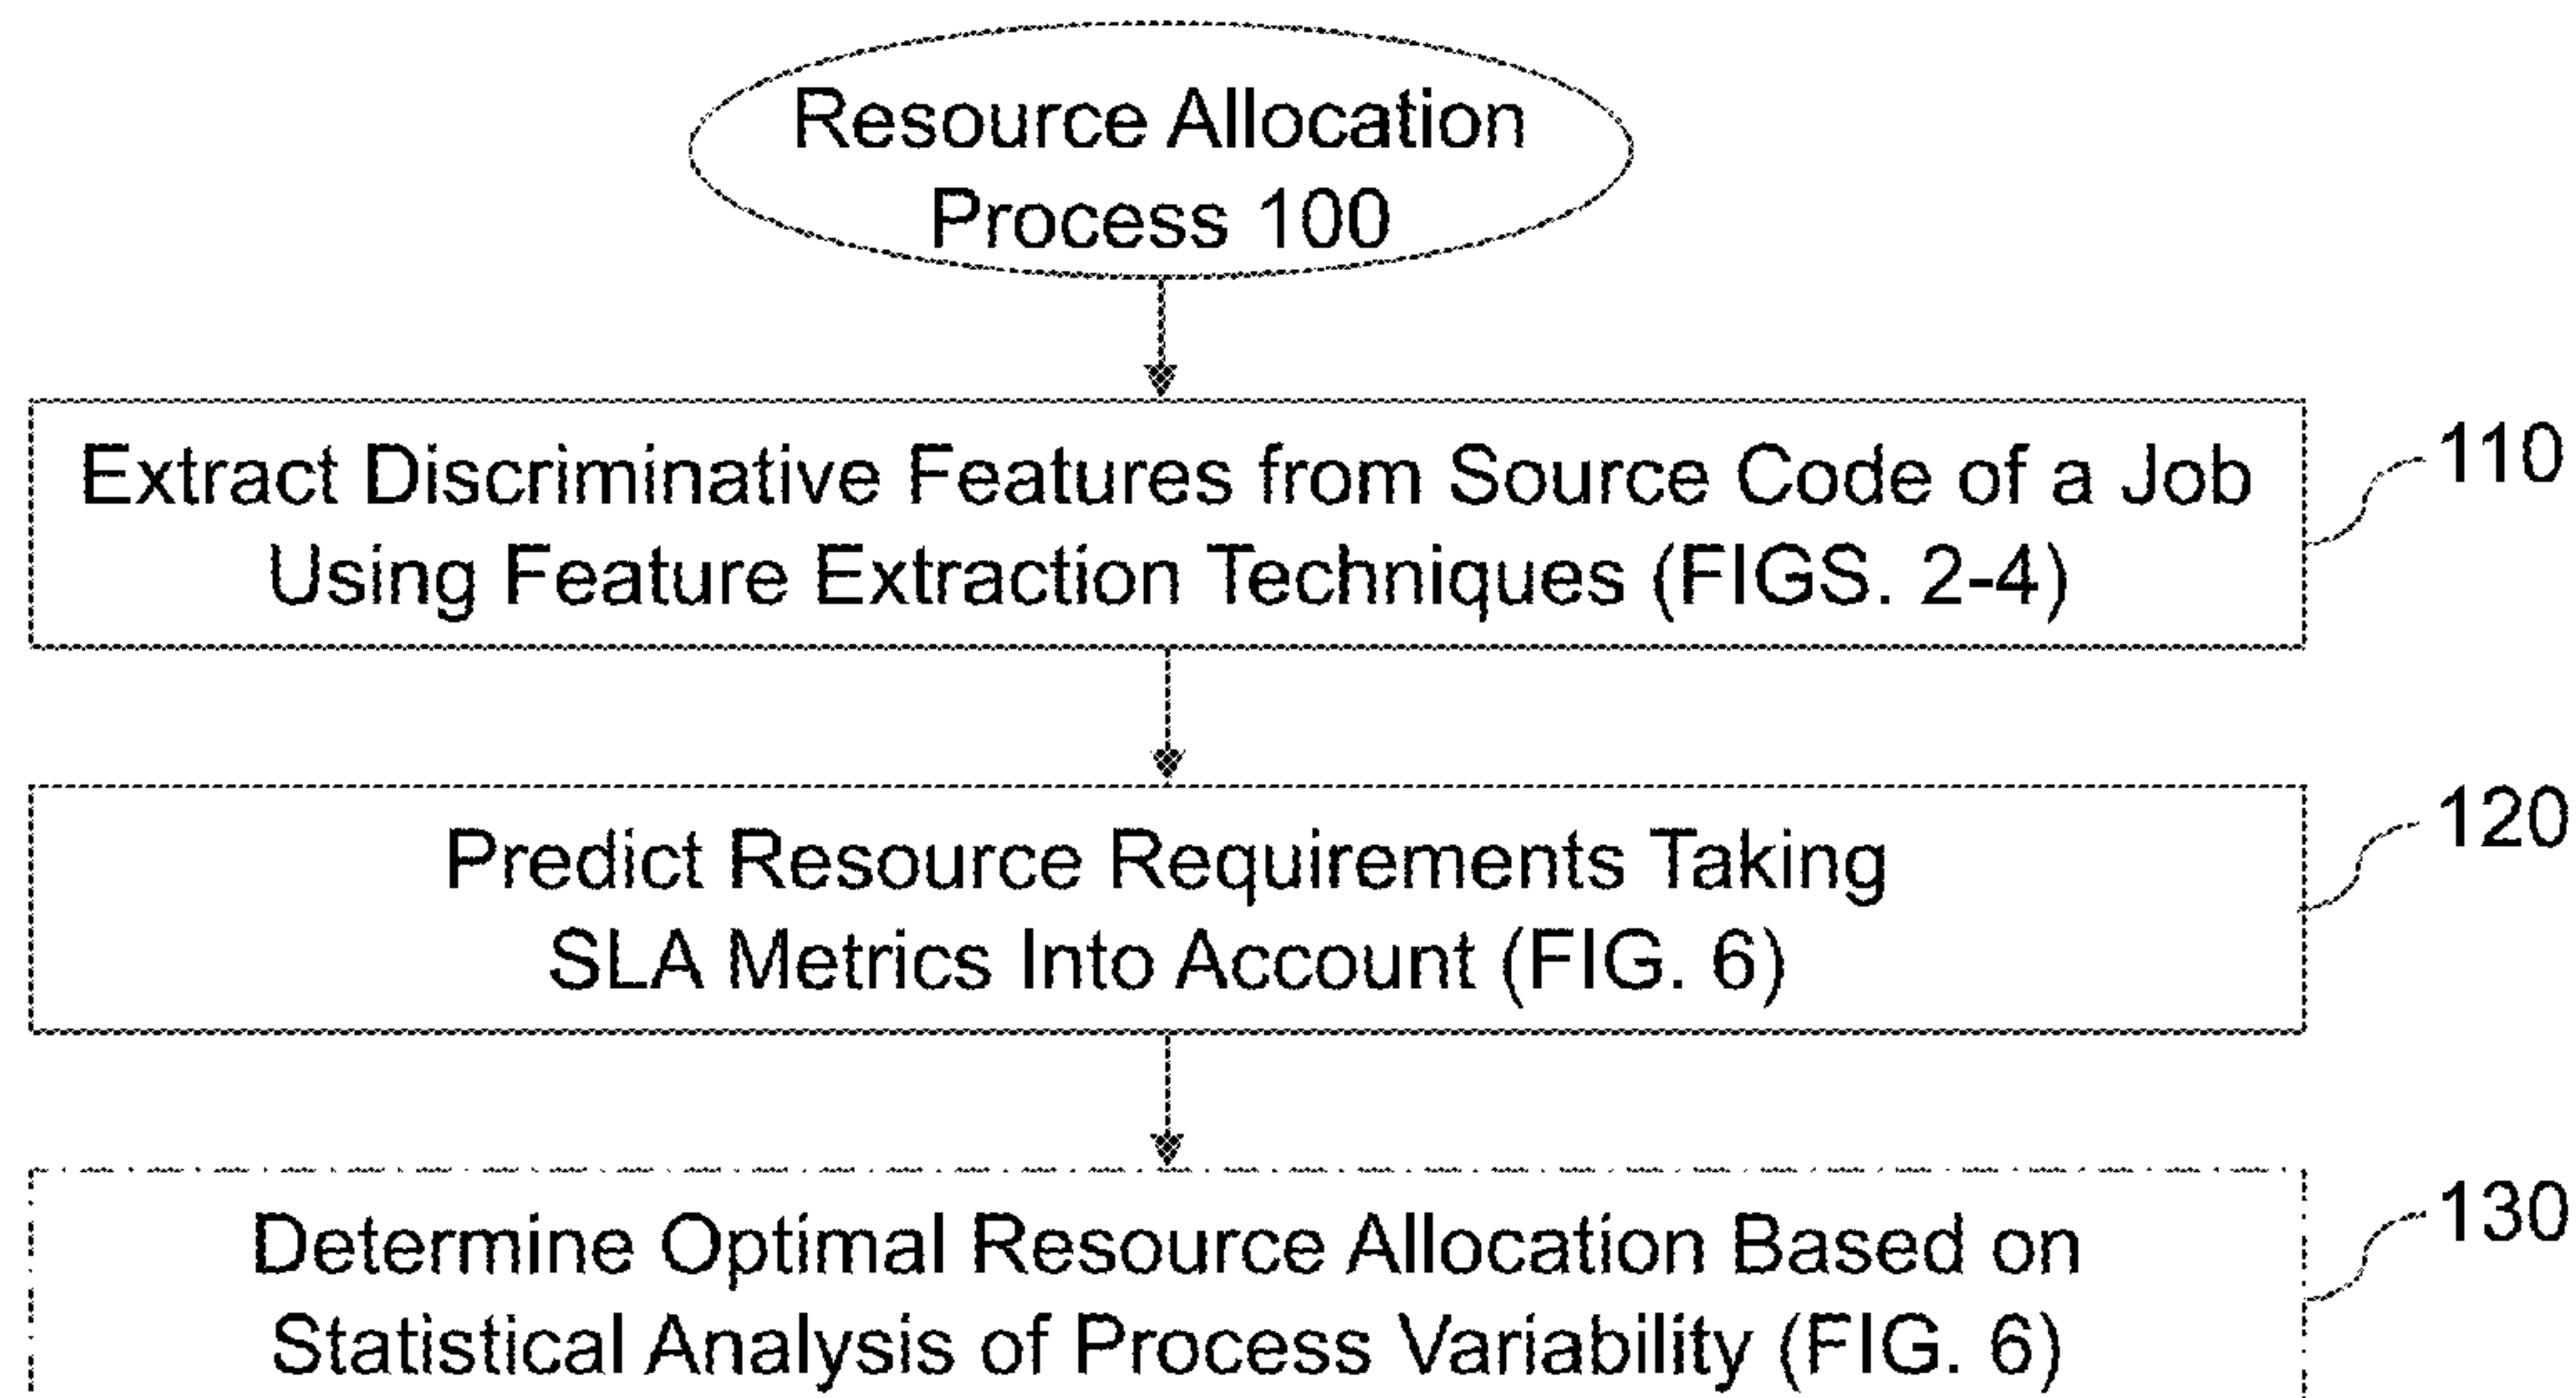 Resource Allocation
Process 100
Extract Discriminative Features from Source Code of a Job
Using Feature Extraction Techniques (FIGS. 2-4)
110
Predict Resource Requirements Taking
SLA Metrics Into Account (FIG. 6)
120
Determine Optimal Resource Allocation Based on
Statistical Analysis of Process Variability (FIG. 6)
130